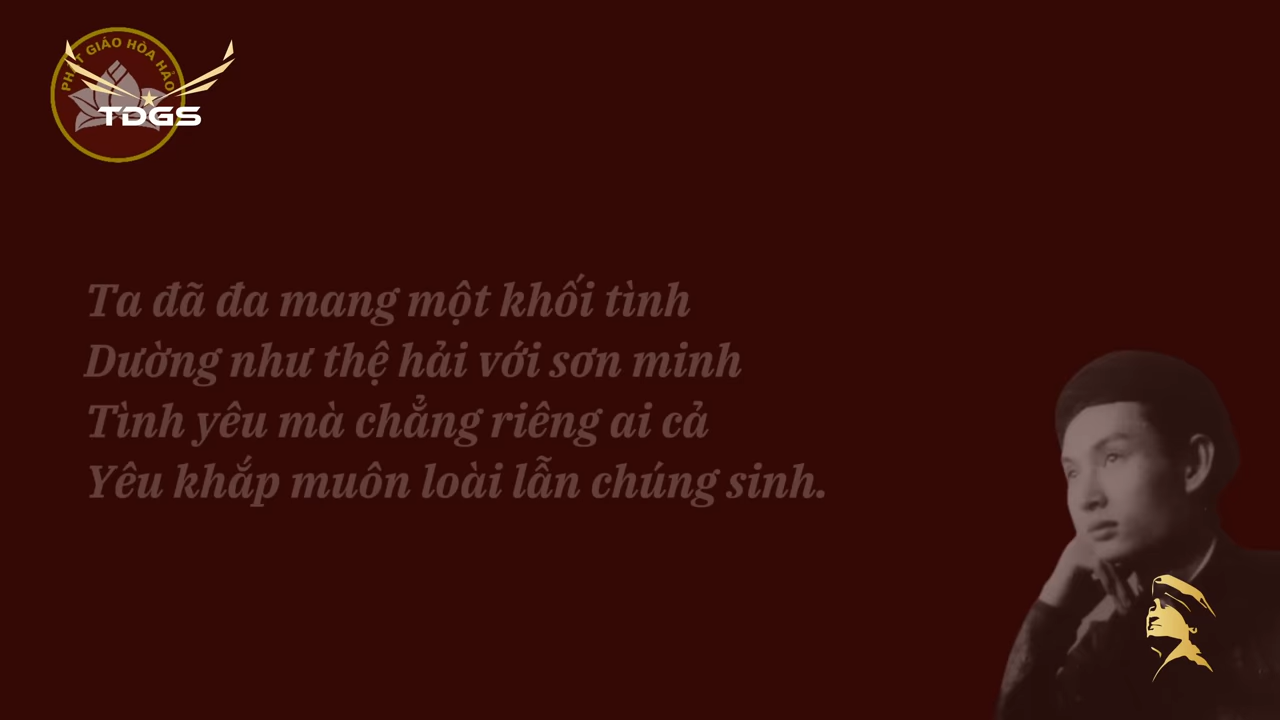 PHẬT GIÁO HÒA HẢO
TDGS
Ta đã đa mang một khối tình
Dường như thệ hải với sơn minh
Tình yêu mà chẳng riêng ai cả
Yêu khắp muôn loài lẫn chúng sinh.